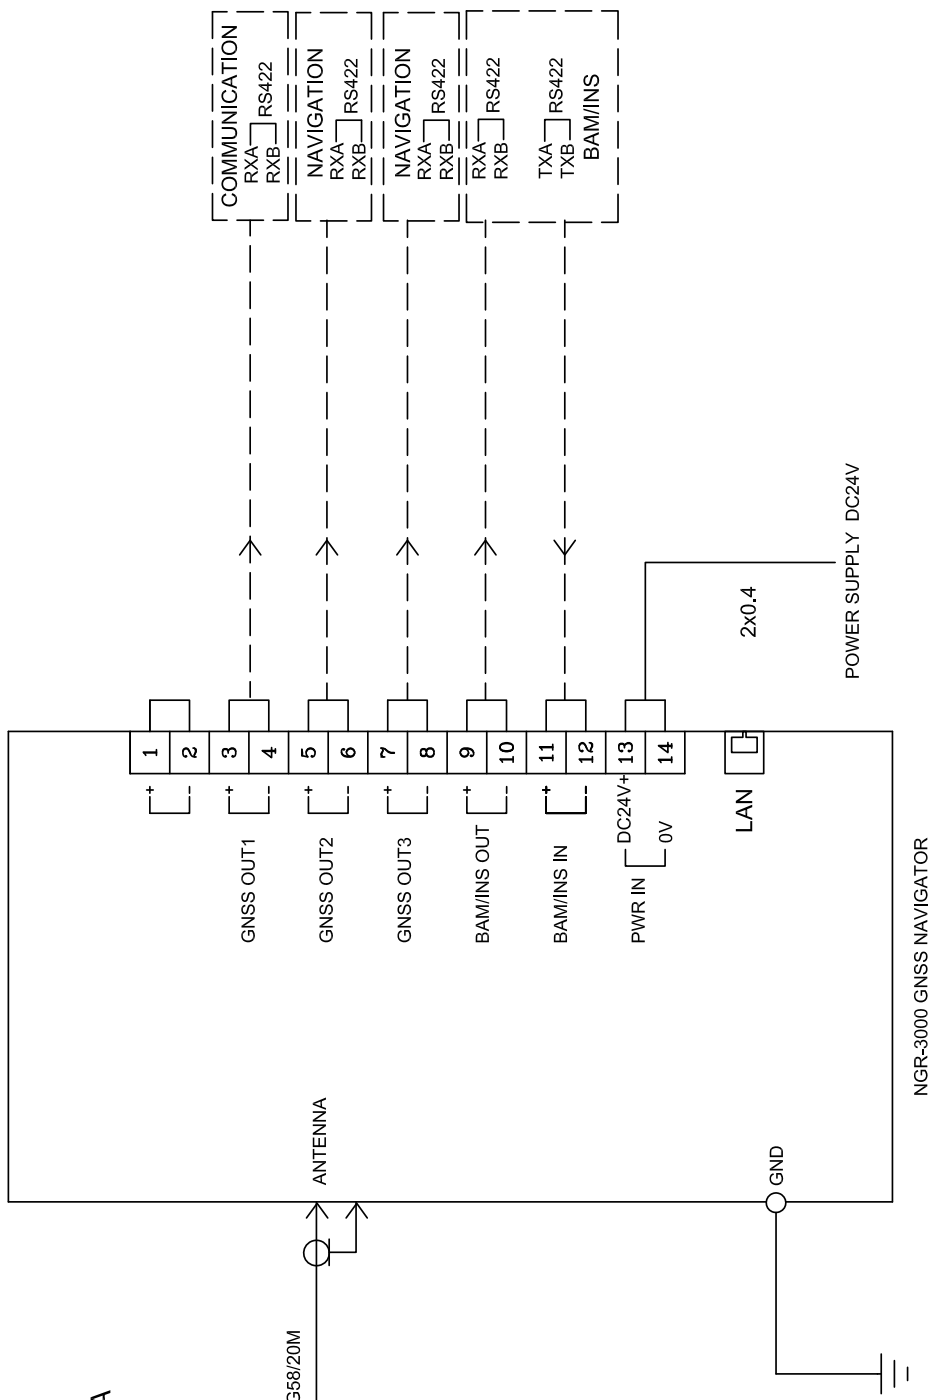 COMMUNICATION
RXA
RXB
RS422
NAVIGATION
RXA
RXB
RS422
NAVIGATION
RXA
RXB
RS422
RXA
RXB
RS422
TXA
TXB
RS422
BAM/INS
POWER SUPPLY DC24V
2x0.4
1
2
3
4
5
6
7
8
9
10
11
12
13
14
+
-
+
-
+
-
+
-
+
-
+
-
GNSS OUT1
GNSS OUT2
GNSS OUT3
BAM/INS OUT
BAM/INS IN
PWR IN
DC24V+
0V
LAN
NGR-3000 GNSS NAVIGATOR
ANTENNA
GND
G58/20M
A